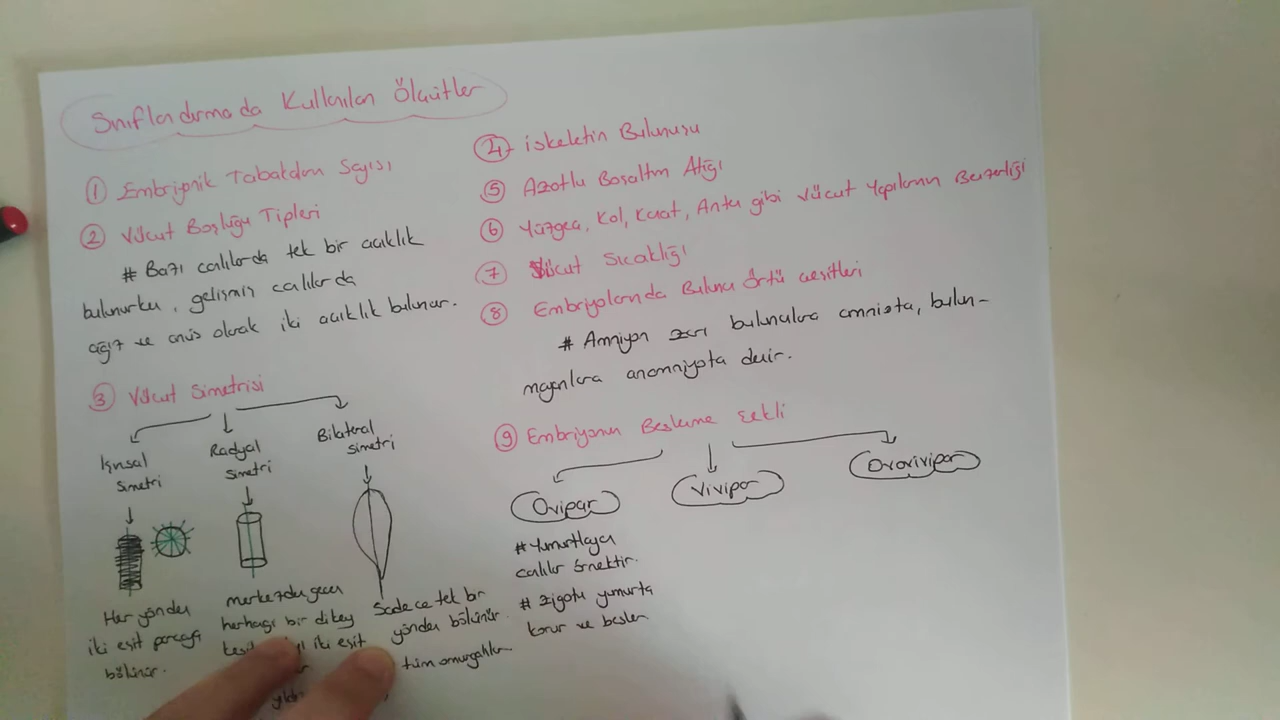 Sınıflandırmada Kullanılan Ölçütler
① Embriyonik Tabakaların Sayısı
② Vücut Boşluğu Tipleri
# Bazı canlılarda tek bir açıklık
bulunurken, gelişmiş canlılarda
ağız ve anüs olarak iki açıklık bulunur.
③ Vücut Simetrisi
Işınsal
Simetri
Radyal
Simetri
Bilateral
simetri
Her yönden
iki eşit parçaya
bölünür.
merkezden geçen
herhangi bir dikey
iki eşit
Sadece tek bir
yönden bölünür.
tüm omurgalılar
④ İskeletin Bulunuşu
⑤ Azotlu Boşaltım Atığı
⑥ Yüzgeç, Kol, Kanat, Anten gibi Vücut Yapılarının Benzerliği
⑦ Vücut Sıcaklığı
⑧ Embriyolarında Bulunan Örtü Çeşitleri
# Amniyon zarı bulunanlara amniota, bulun-
mayanlara anamniyota denir.
⑨ Embriyonun Beslenme Şekli
Ovipar
Vivipar
Ovovivipar
# Yumurtlayan
canlılar örnektir.
# zigotu yumurta
korur ve besler